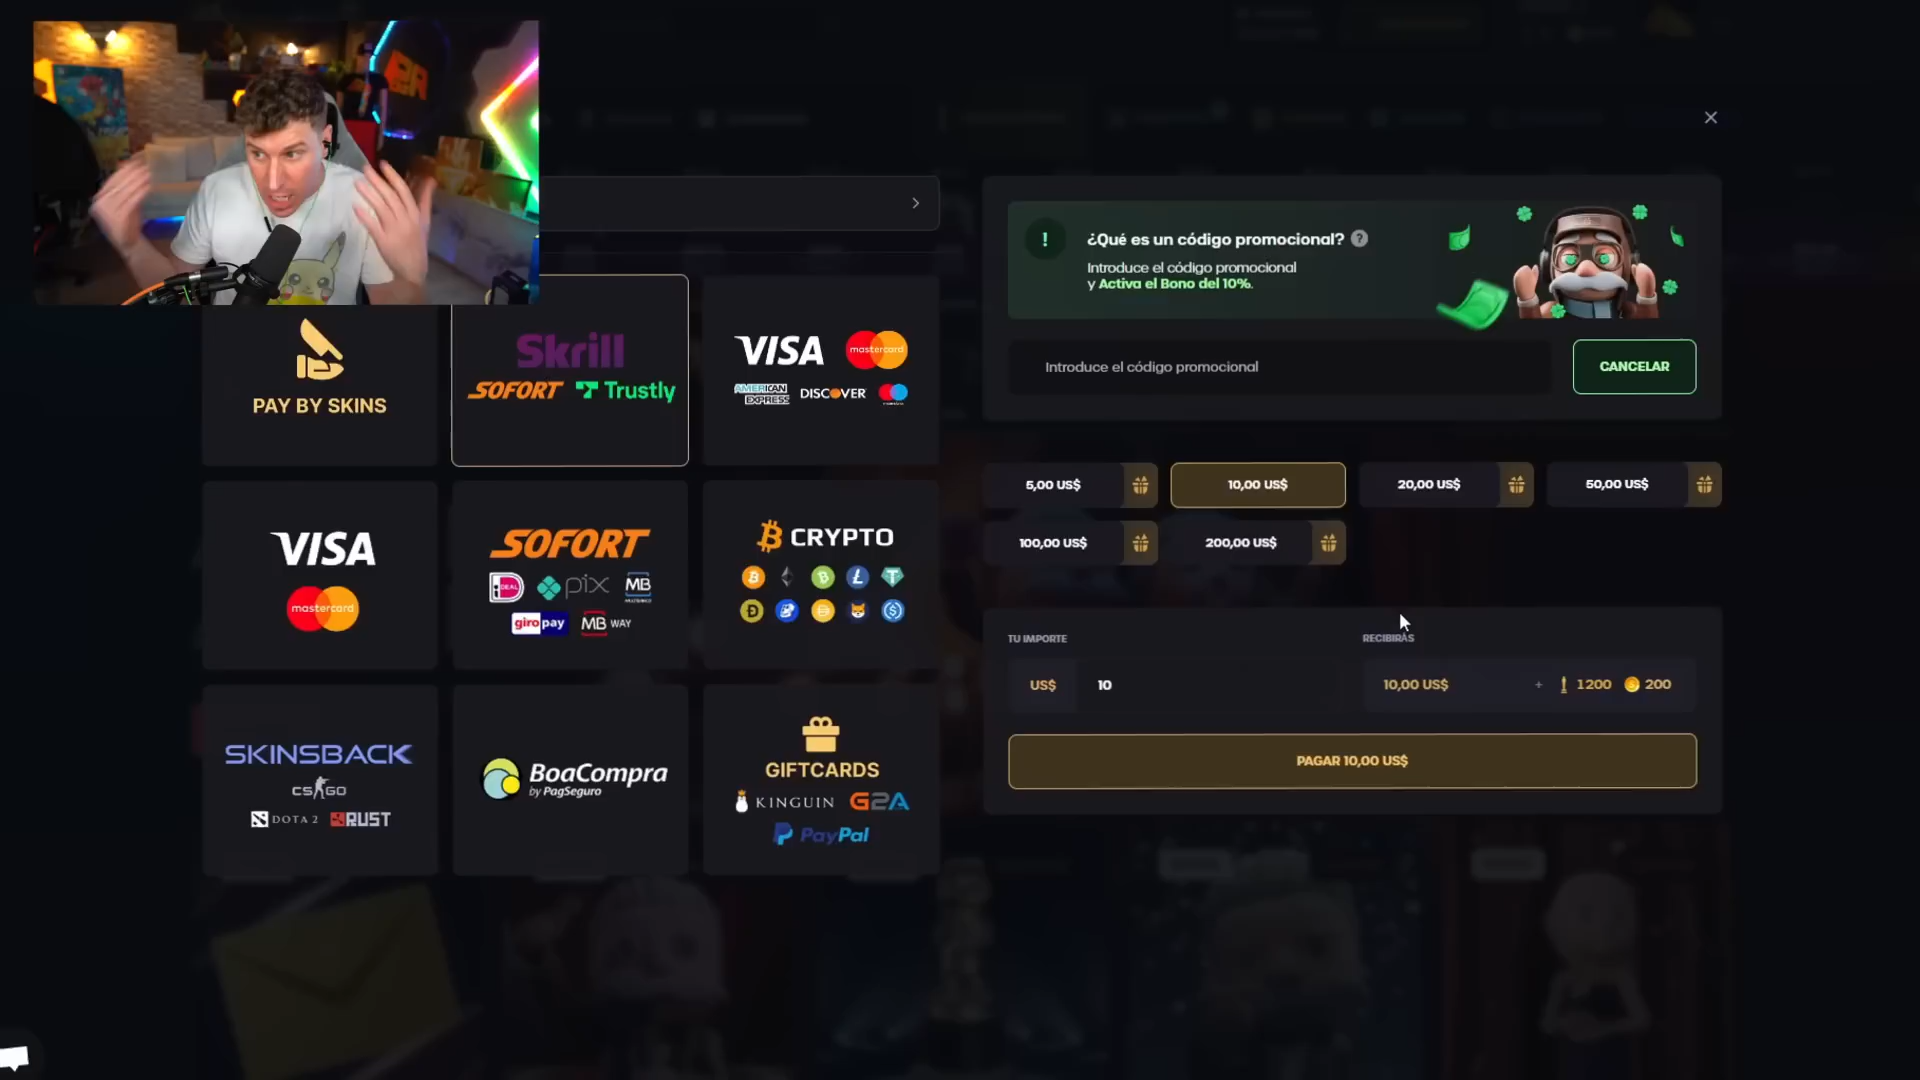 PAY BY SKINS
Skrill
SOFORT Trustly
VISA mastercard
AMERICAN EXPRESS DISCOVER
VISA
mastercard
SOFORT
iDEAL pix MB
giropay MB WAY
CRYPTO
SKINSBACK
CS GO
DOTA 2 RUST
BoaCompra
by PagSeguro
GIFTCARDS
KINGUIN G2A
PayPal
! ¿Qué es un código promocional? ?
Introduce el código promocional
y Activa el Bono del 10%.
Introduce el código promocional
CANCELAR
5,00 US$ 10,00 US$ 20,00 US$ 50,00 US$
100,00 US$ 200,00 US$
TU IMPORTE RECIBIRÁS
US$ 10 10,00 US$ + 1200 200
PAGAR 10,00 US$